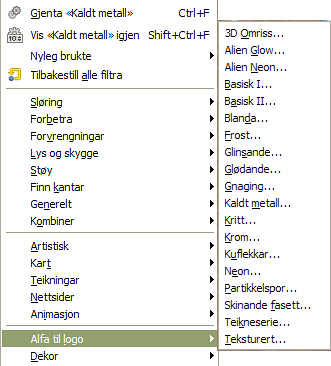 Gjenta «Kaldt metall» Ctrl+F
Vis «Kaldt metall» igjen Shift+Ctrl+F
Nyleg brukte
Tilbakestill alle filtra
Sløring
Forbetra
Forvrengningar
Lys og skygge
Støy
Finn kantar
Generelt
Kombiner
Artistisk
Kart
Teikningar
Nettsider
Animasjon
Alfa til logo
Dekor
3D Omriss...
Alien Glow...
Alien Neon...
Basisk I...
Basisk II...
Blanda...
Frost...
Glinsande...
Glødande...
Gnaging...
Kaldt metall...
Kritt...
Krom...
Kuflekkar...
Neon...
Partikkelspor...
Skinande fasett...
Teikneserie...
Teksturert...